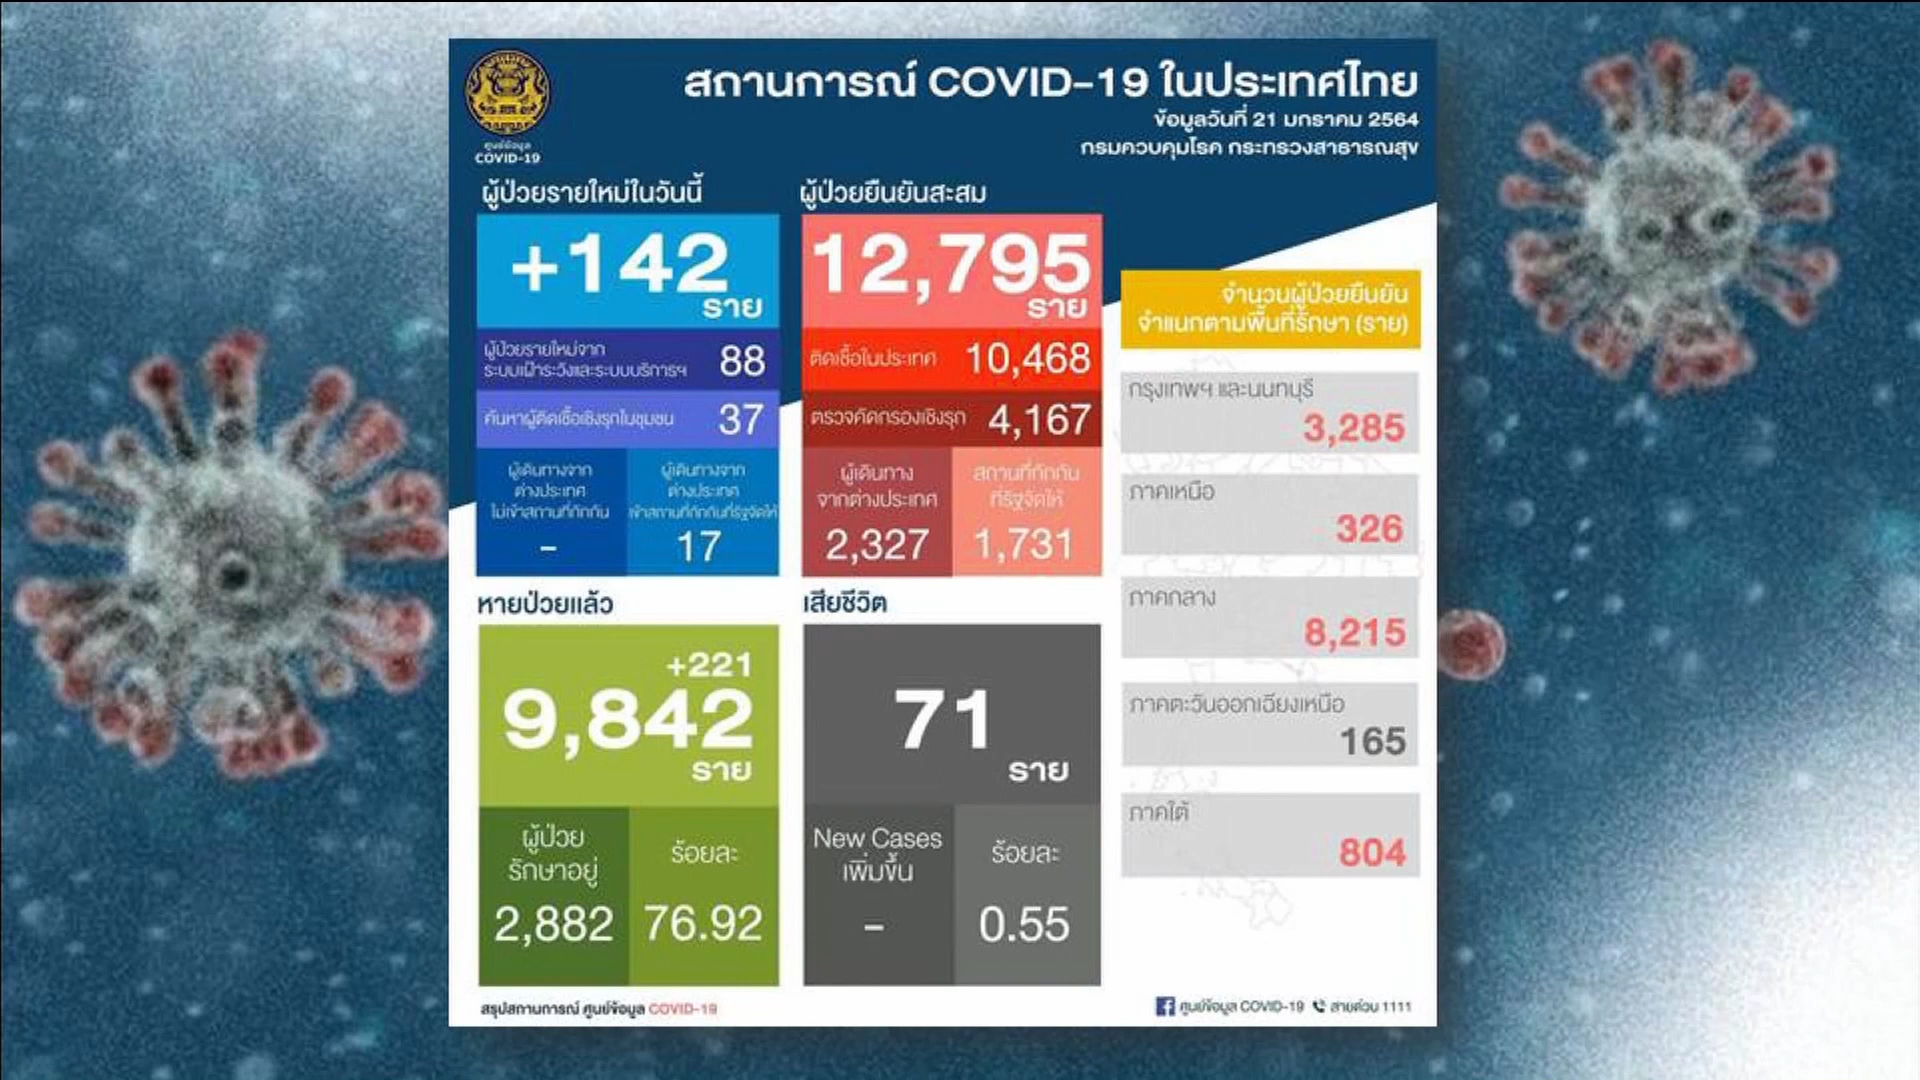 ศูนย์ข้อมูล
COVID-19
สถานการณ์ COVID-19 ในประเทศไทย
ข้อมูลวันที่ 21 มกราคม 2564
กรมควบคุมโรค กระทรวงสาธารณสุข
ผู้ป่วยรายใหม่ในวันนี้
+142
ราย
ผู้ป่วยรายใหม่จาก
ระบบเฝ้าระวังและระบบบริการฯ
88
ค้นหาผู้ติดเชื้อเชิงรุกในชุมชน
37
ผู้เดินทางจาก
ต่างประเทศ
ไม่เข้าสถานที่กักกัน
-
ผู้เดินทางจาก
ต่างประเทศ
เข้าสถานที่กักกันที่รัฐจัดให้
17
ผู้ป่วยยืนยันสะสม
12,795
ราย
ติดเชื้อในประเทศ 10,468
ตรวจคัดกรองเชิงรุก 4,167
ผู้เดินทาง
จากต่างประเทศ
2,327
สถานที่กักกัน
ที่รัฐจัดให้
1,731
หายป่วยแล้ว
+221
9,842
ราย
ผู้ป่วย
รักษาอยู่
2,882
ร้อยละ
76.92
เสียชีวิต
71
ราย
New Cases
เพิ่มขึ้น
-
ร้อยละ
0.55
จำนวนผู้ป่วยยืนยัน
จำแนกตามพื้นที่รักษา (ราย)
กรุงเทพฯ และนนทบุรี
3,285
ภาคเหนือ
326
ภาคกลาง
8,215
ภาคตะวันออกเฉียงเหนือ
165
ภาคใต้
804
สรุปสถานการณ์ ศูนย์ข้อมูล COVID-19
ศูนย์ข้อมูล COVID-19 สายด่วน 1111